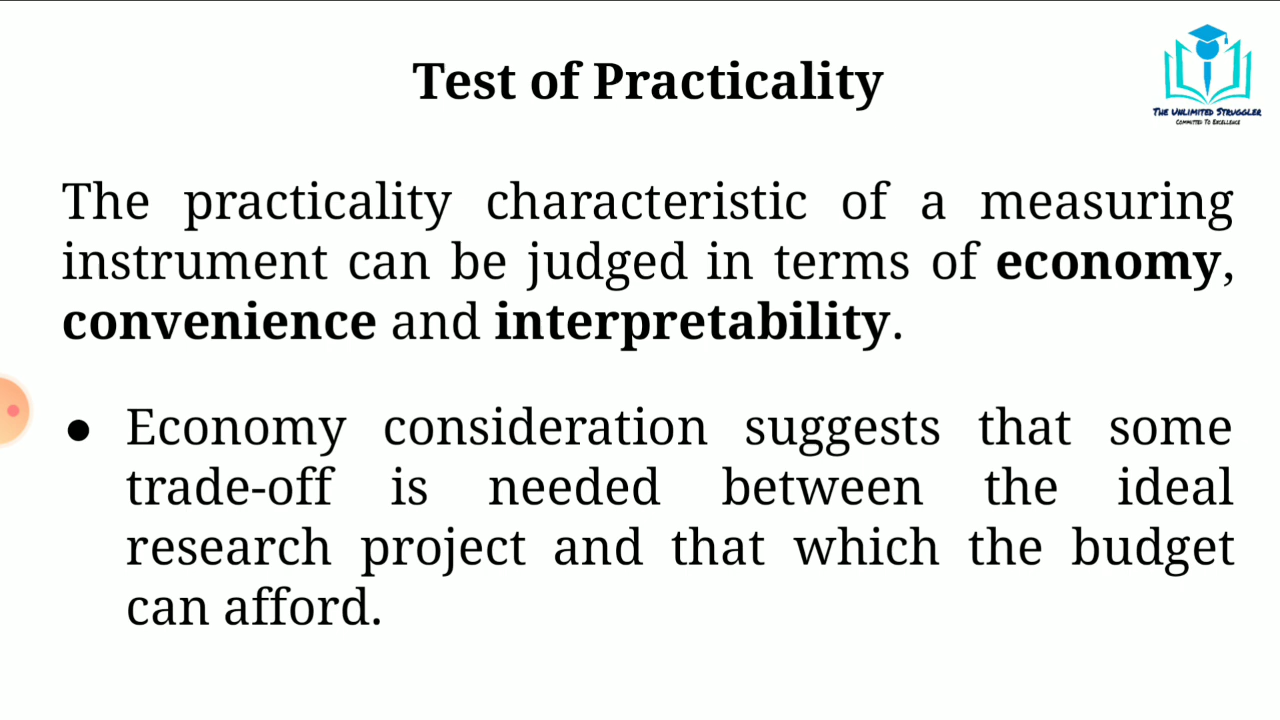 Test of Practicality
THE UNLIMITED STRUGGLER
COMMITTED TO EXCELLENCE
The practicality characteristic of a measuring
instrument can be judged in terms of economy,
convenience and interpretability.
● Economy consideration suggests that some
trade-off is needed between the ideal
research project and that which the budget
can afford.